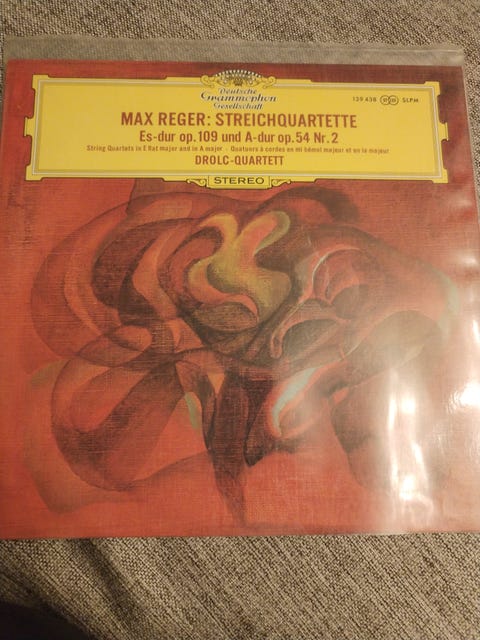 Deutsche
Grammophon
Gesellschaft
139 438 SLPM
MAX REGER: STREICHQUARTETTE
Es-dur op.109 und A-dur op.54 Nr.2
String Quartets in E flat major and in A major · Quatuors à cordes en mi bémol majeur et en la majeur
DROLC-QUARTETT
STEREO